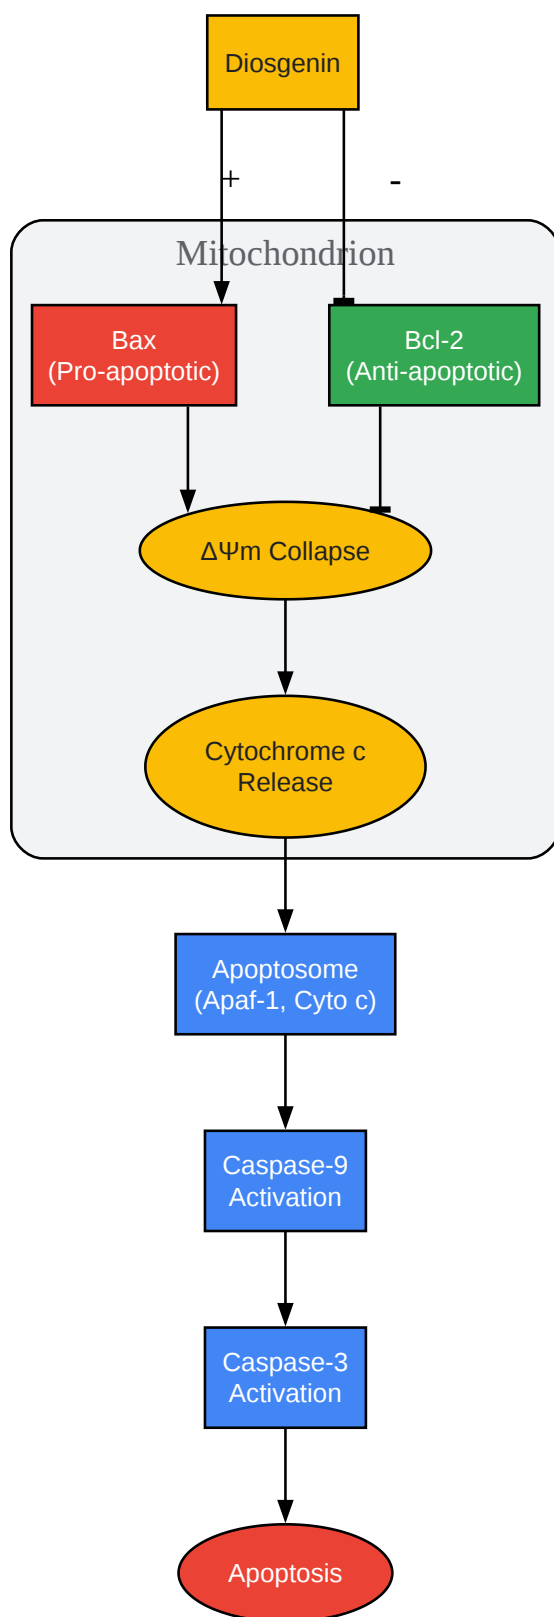 Diosgenin
+
-
Mitochondrion
Bax
(Pro-apoptotic)
Bcl-2
(Anti-apoptotic)
ΔΨm Collapse
Cytochrome c
Release
Apoptosome
(Apaf-1, Cyto c)
Caspase-9
Activation
Caspase-3
Activation
Apoptosis